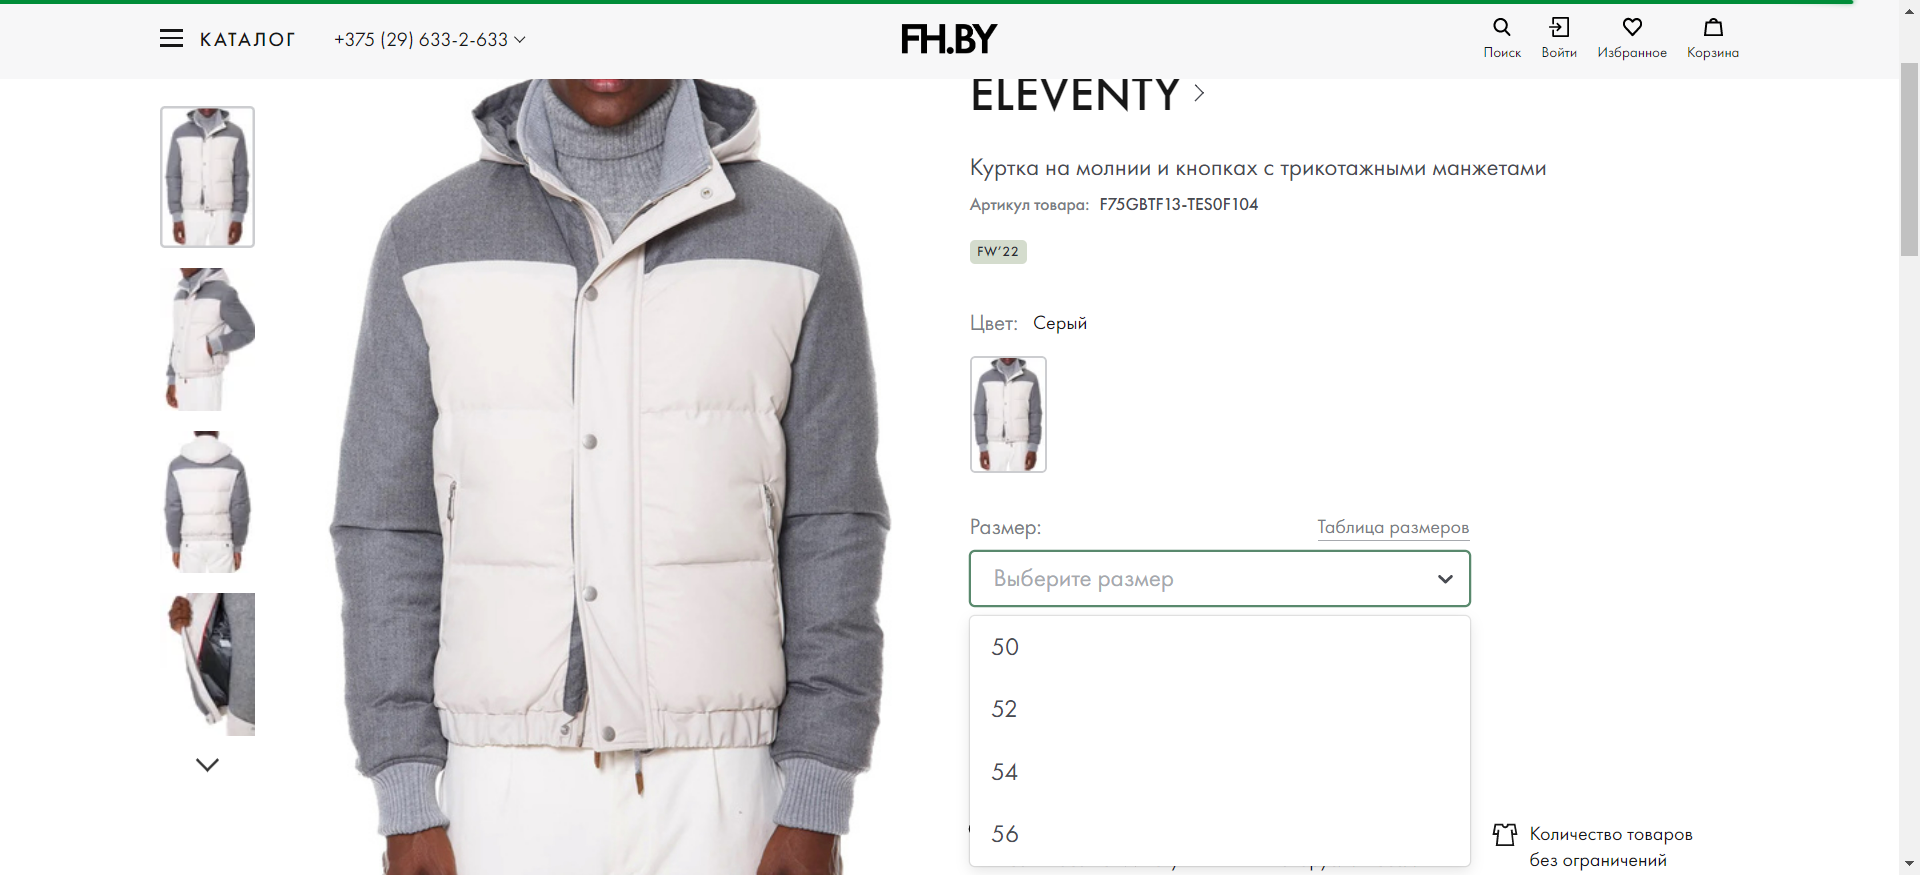 КАТАЛОГ
+375 (29) 633-2-633
FH.BY
Поиск
Войти
Избранное
Корзина
ELEVENTY
Куртка на молнии и кнопках с трикотажными манжетами
Артикул товара: F75GBTF13-TES0F104
FW'22
Цвет: Серый
Размер:
Таблица размеров
Выберите размер
50
52
54
56
Количество товаров
без ограничений